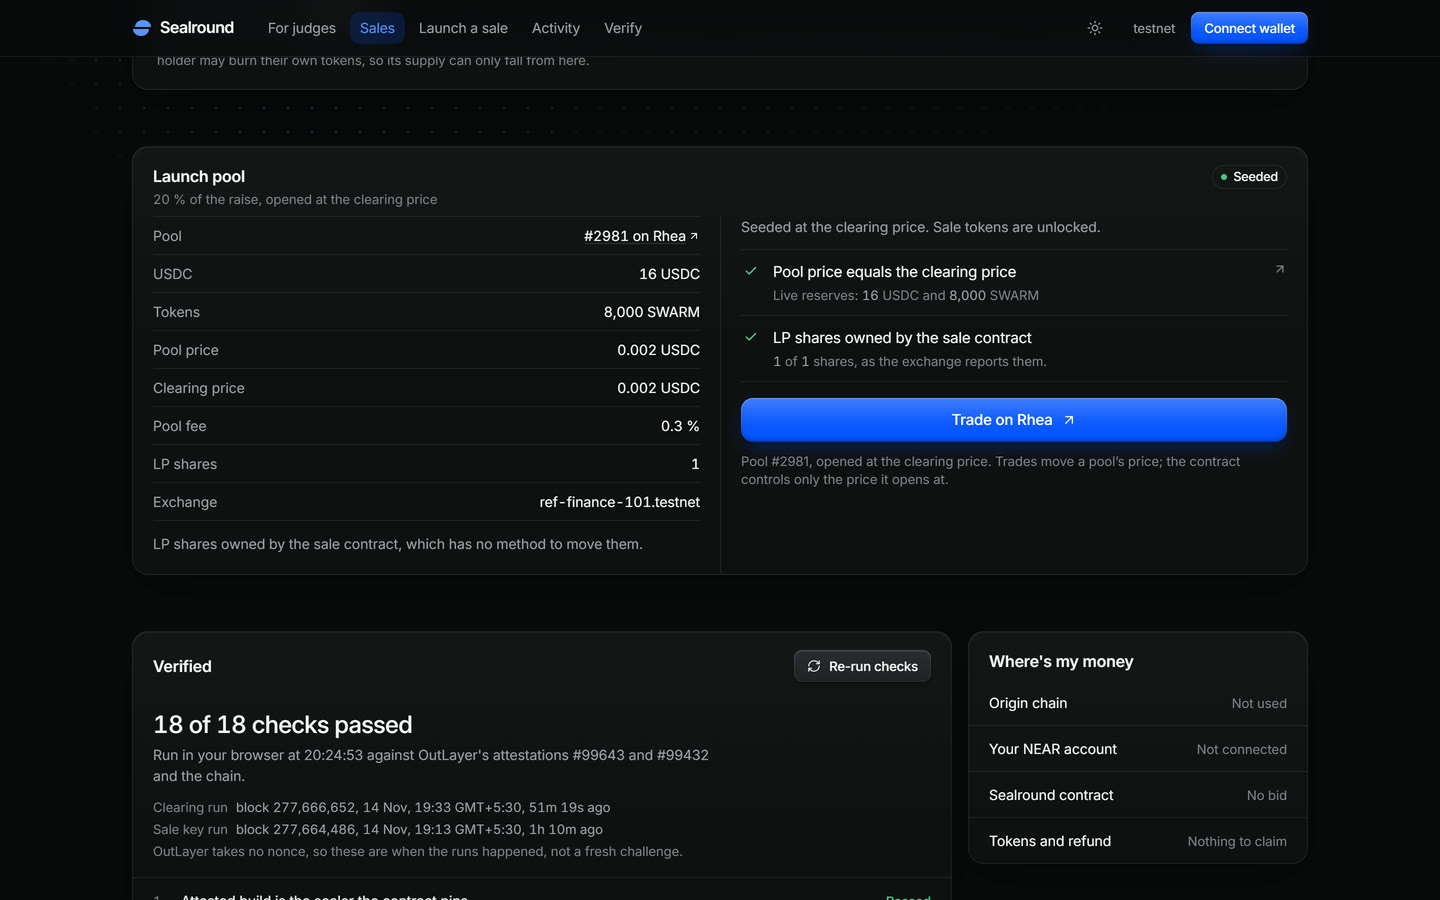 Sealround
For judges
Sales
Launch a sale
Activity
Verify
testnet
Connect wallet
holder may burn their own tokens, so its supply can only fall from here.
Launch pool
20 % of the raise, opened at the clearing price
Seeded
Pool
#2981 on Rhea
USDC
16 USDC
Tokens
8,000 SWARM
Pool price
0.002 USDC
Clearing price
0.002 USDC
Pool fee
0.3 %
LP shares
1
Exchange
ref-finance-101.testnet
LP shares owned by the sale contract, which has no method to move them.
Seeded at the clearing price. Sale tokens are unlocked.
Pool price equals the clearing price
Live reserves: 16 USDC and 8,000 SWARM
LP shares owned by the sale contract
1 of 1 shares, as the exchange reports them.
Trade on Rhea
Pool #2981, opened at the clearing price. Trades move a pool’s price; the contract
controls only the price it opens at.
Verified
Re-run checks
18 of 18 checks passed
Run in your browser at 20:24:53 against OutLayer's attestations #99643 and #99432
and the chain.
Clearing run block 277,666,652, 14 Nov, 19:33 GMT+5:30, 51m 19s ago
Sale key run block 277,664,486, 14 Nov, 19:13 GMT+5:30, 1h 10m ago
OutLayer takes no nonce, so these are when the runs happened, not a fresh challenge.
1 Attested build is the sealer the contract pins
Passed
Where's my money
Origin chain
Not used
Your NEAR account
Not connected
Sealround contract
No bid
Tokens and refund
Nothing to claim